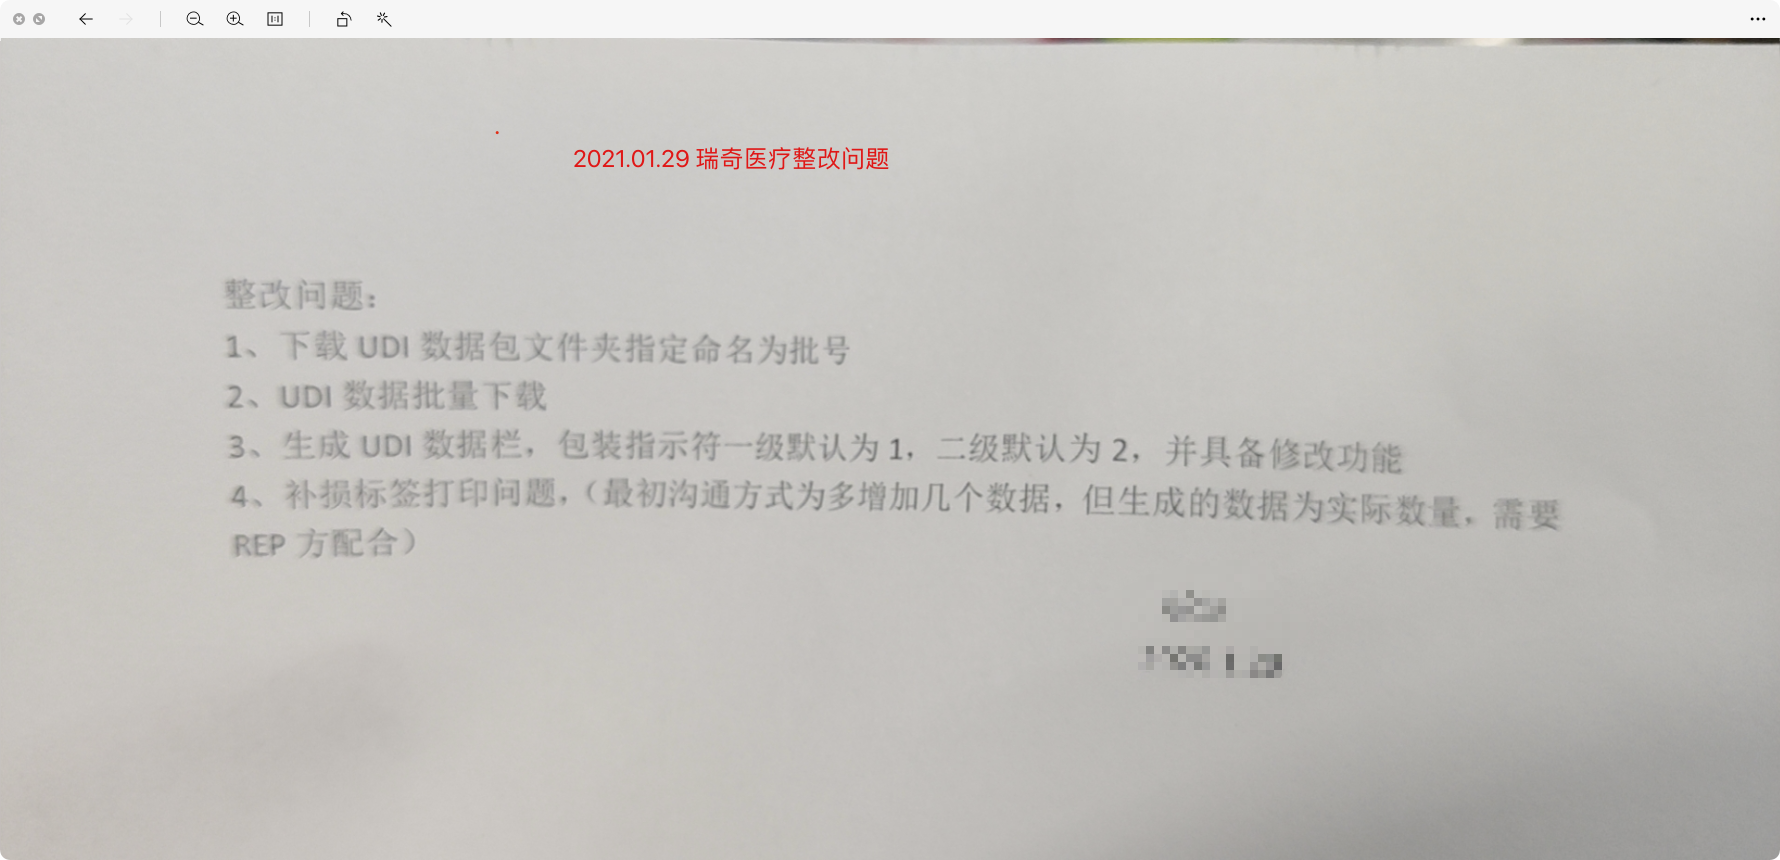 2021.01.29 瑞奇医疗整改问题
整改问题：
1、下载 UDI 数据包文件夹指定命名为批号
2、UDI 数据批量下载
3、生成 UDI 数据栏，包装指示符一级默认为 1，二级默认为 2，并具备修改功能
4、补损标签打印问题，（最初沟通方式为多增加几个数据，但生成的数据为实际数量，需要
REP 方配合）